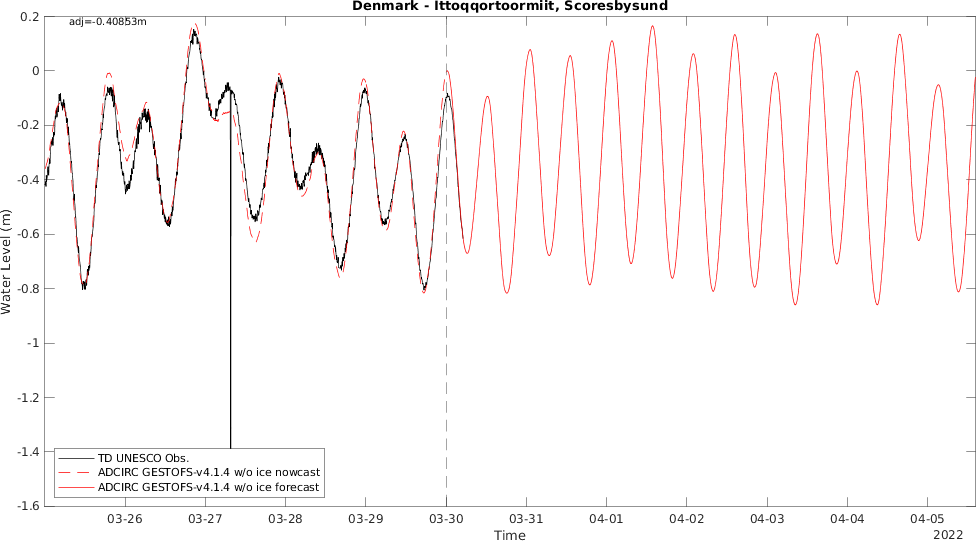 Denmark - Ittoqqortoormiit, Scoresbysund
adj=-0.40853m
0.2
0
-0.2
-0.4
-0.6
-0.8
-1
-1.2
-1.4
-1.6
Water Level (m)
TD UNESCO Obs.
ADCIRC GESTOFS-v4.1.4 w/o ice nowcast
ADCIRC GESTOFS-v4.1.4 w/o ice forecast
03-26 03-27 03-28 03-29 03-30 03-31 04-01 04-02 04-03 04-04 04-05
Time
2022